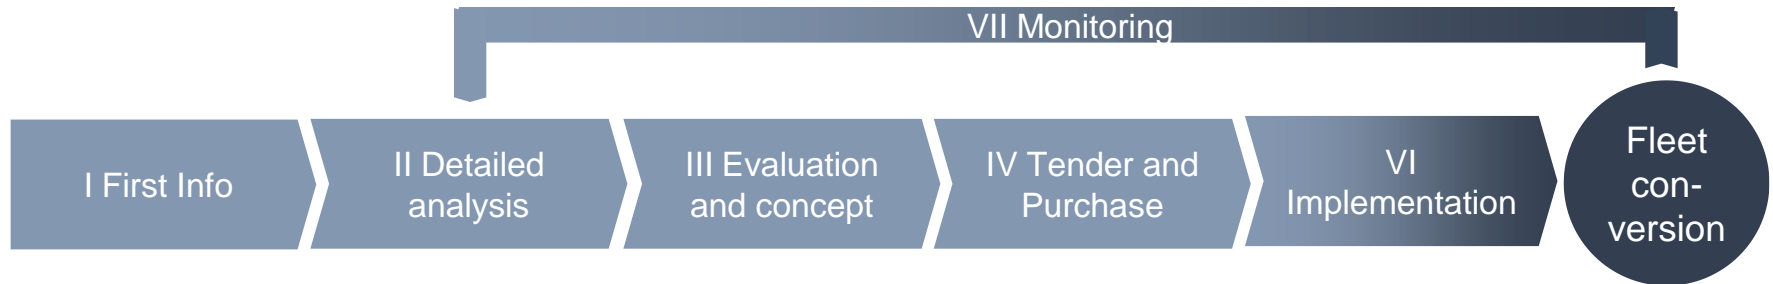 VII Monitoring
I First Info
II Detailed
analysis
III Evaluation
and concept
IV Tender and
Purchase
VI
Implementation
Fleet
con-
version